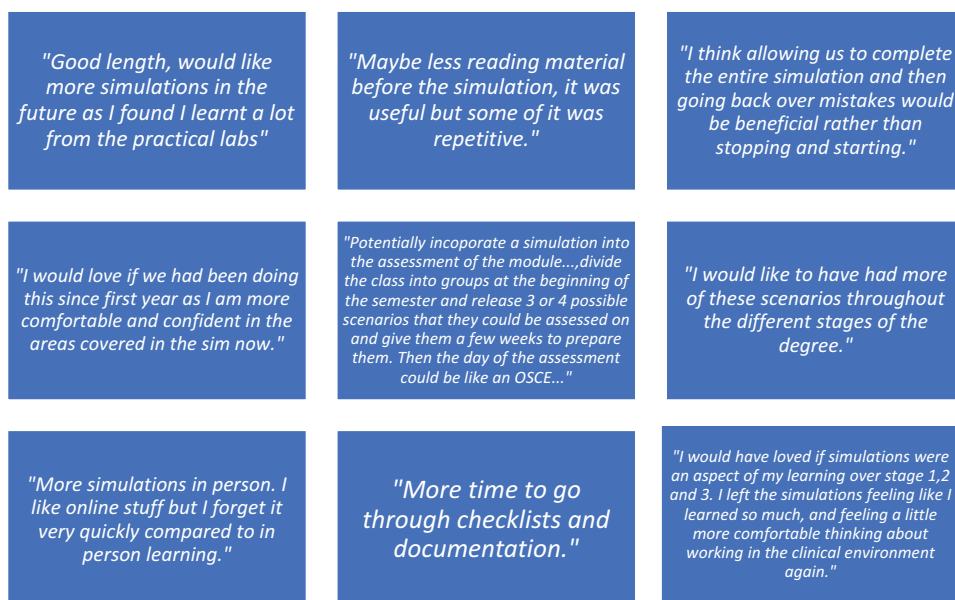 "Good length, would like
more simulations in the
future as I found I learnt a lot
from the practical labs"
"Maybe less reading material
before the simulation, it was
useful but some of it was
repetitive."
"I think allowing us to complete
the entire simulation and then
going back over mistakes would
be beneficial rather than
stopping and starting."
"I would love if we had been doing
this since first year as I am more
comfortable and confident in the
areas covered in the sim now."
"Potentially incoporate a simulation into
the assessment of the module...,divide
the class into groups at the beginning of
the semester and release 3 or 4 possible
scenarios that they could be assessed on
and give them a few weeks to prepare
them. Then the day of the assessment
could be like an OSCE..."
"I would like to have had more
of these scenarios throughout
the different stages of the
degree."
"More simulations in person. I
like online stuff but I forget it
very quickly compared to in
person learning."
"More time to go
through checklists and
documentation."
"I would have loved if simulations were
an aspect of my learning over stage 1,2
and 3. I left the simulations feeling like I
learned so much, and feeling a little
more comfortable thinking about
working in the clinical environment
again."